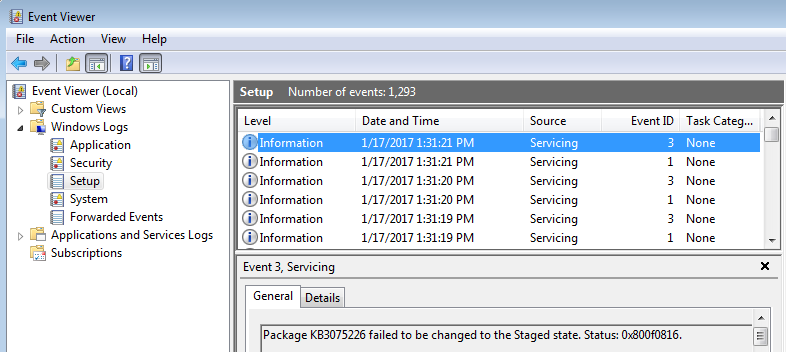 Event Viewer
File Action View Help
Event Viewer (Local)
Custom Views
Windows Logs
Application
Security
Setup
System
Forwarded Events
Applications and Services Logs
Subscriptions
Setup Number of events: 1,293
Level Date and Time Source Event ID Task Categ...
Information 1/17/2017 1:31:21 PM Servicing 3 None
Information 1/17/2017 1:31:21 PM Servicing 1 None
Information 1/17/2017 1:31:20 PM Servicing 3 None
Information 1/17/2017 1:31:20 PM Servicing 1 None
Information 1/17/2017 1:31:19 PM Servicing 3 None
Information 1/17/2017 1:31:19 PM Servicing 1 None
Event 3, Servicing
General Details
Package KB3075226 failed to be changed to the Staged state. Status: 0x800f0816.